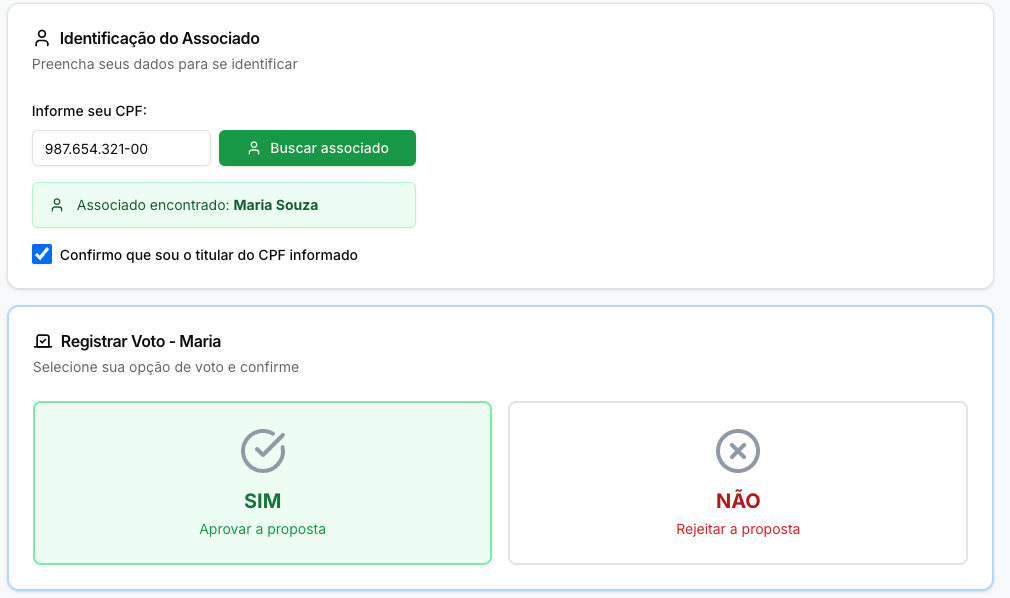 Identificação do Associado
Preencha seus dados para se identificar
Informe seu CPF:
987.654.321-00
Buscar associado
Associado encontrado: Maria Souza
Confirmo que sou o titular do CPF informado
Registrar Voto - Maria
Selecione sua opção de voto e confirme
SIM
Aprovar a proposta
NÃO
Rejeitar a proposta